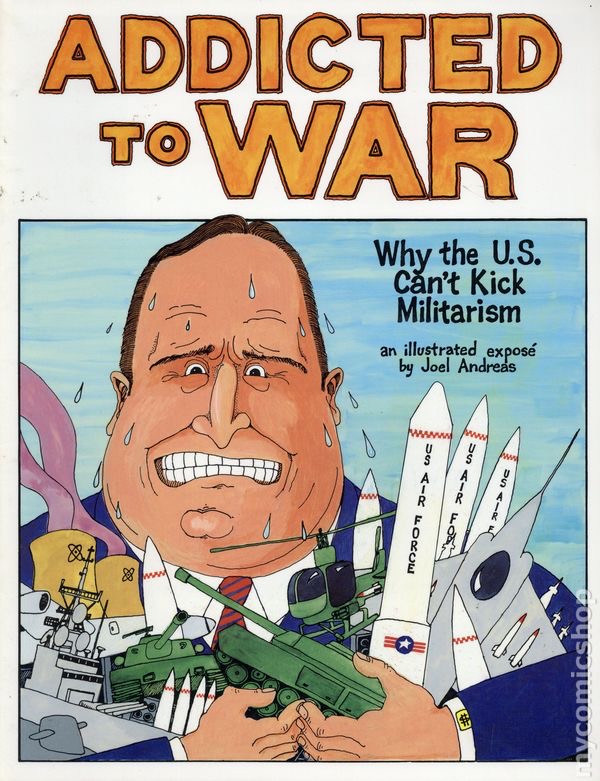 ADDICTED
TO WAR
Why the U.S.
Can't Kick
Militarism
an illustrated exposé
by Joel Andreas
US AIR FORCE
US AIR FO
US AIR F
$
mycomicshop